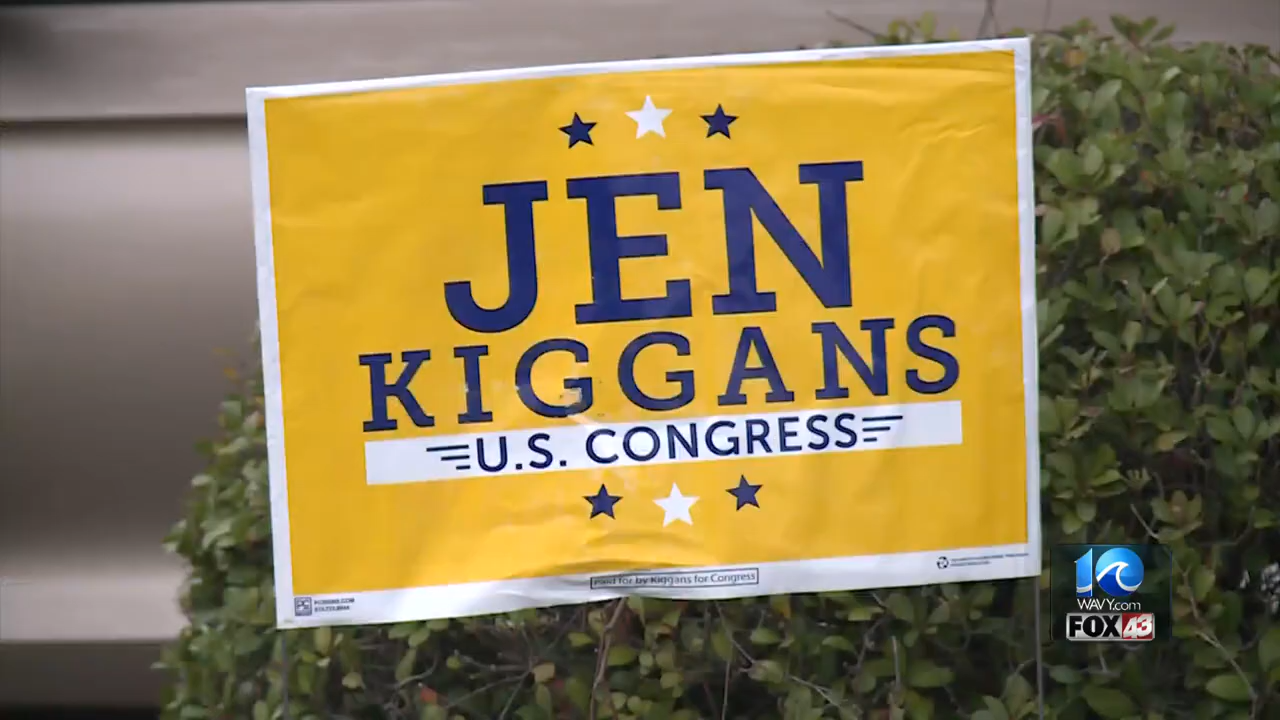 JEN
KIGGANS
U.S. CONGRESS
Paid for by Kiggans for Congress
10
WAVY.com
FOX 43